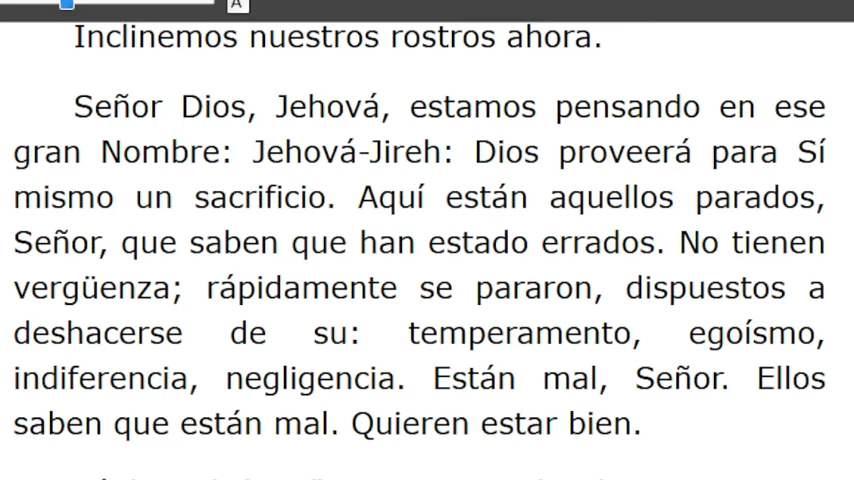 A
Inclinemos nuestros rostros ahora.
Señor Dios, Jehová, estamos pensando en ese
gran Nombre: Jehová-Jireh: Dios proveerá para Sí
mismo un sacrificio. Aquí están aquellos parados,
Señor, que saben que han estado errados. No tienen
vergüenza; rápidamente se pararon, dispuestos a
deshacerse de su: temperamento, egoísmo,
indiferencia, negligencia. Están mal, Señor. Ellos
saben que están mal. Quieren estar bien.